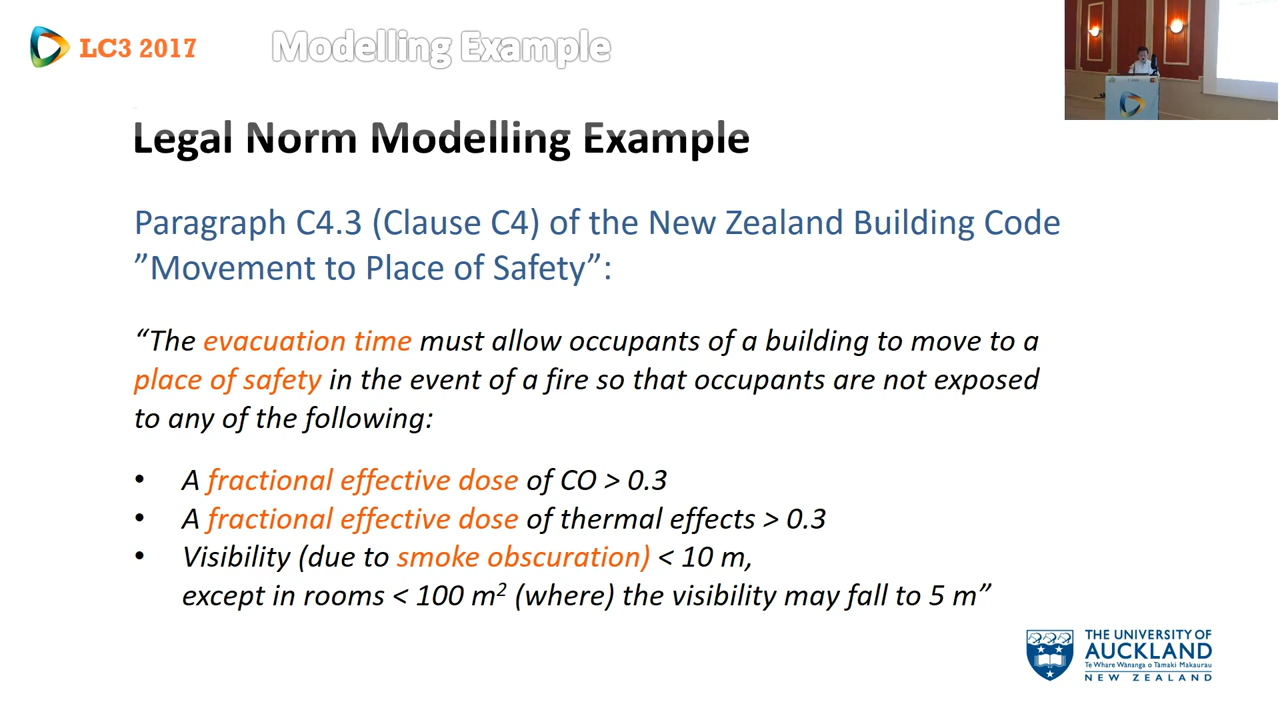 LC3 2017
Modelling Example
Legal Norm Modelling Example
Paragraph C4.3 (Clause C4) of the New Zealand Building Code
”Movement to Place of Safety”:
“The evacuation time must allow occupants of a building to move to a
place of safety in the event of a fire so that occupants are not exposed
to any of the following:
• A fractional effective dose of CO > 0.3
• A fractional effective dose of thermal effects > 0.3
• Visibility (due to smoke obscuration) < 10 m,
except in rooms < 100 m² (where) the visibility may fall to 5 m”
THE UNIVERSITY OF
AUCKLAND
Te Whare Wānanga o Tāmaki Makaurau
NEW ZEALAND